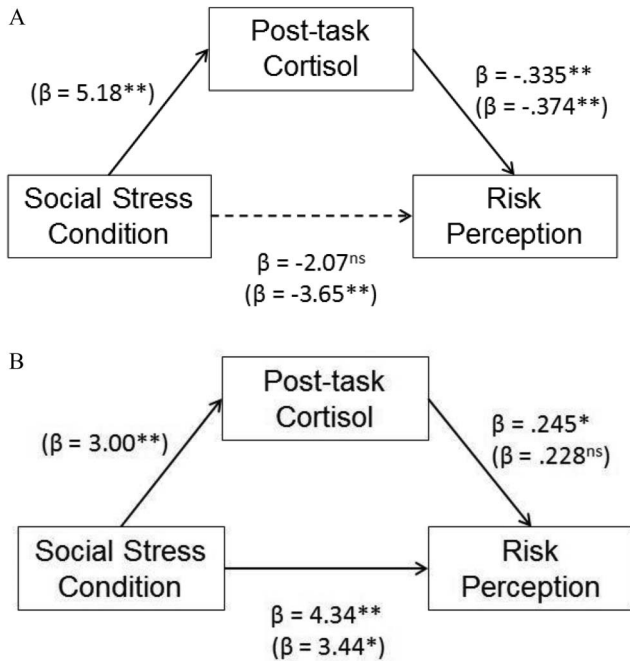 A
Post-task
Cortisol
(β = 5.18**)
β = -.335**
(β = -.374**)
Social Stress
Condition
Risk
Perception
β = -2.07ns
(β = -3.65**)
B
Post-task
Cortisol
(β = 3.00**)
β = .245*
(β = .228ns)
Social Stress
Condition
Risk
Perception
β = 4.34**
(β = 3.44*)